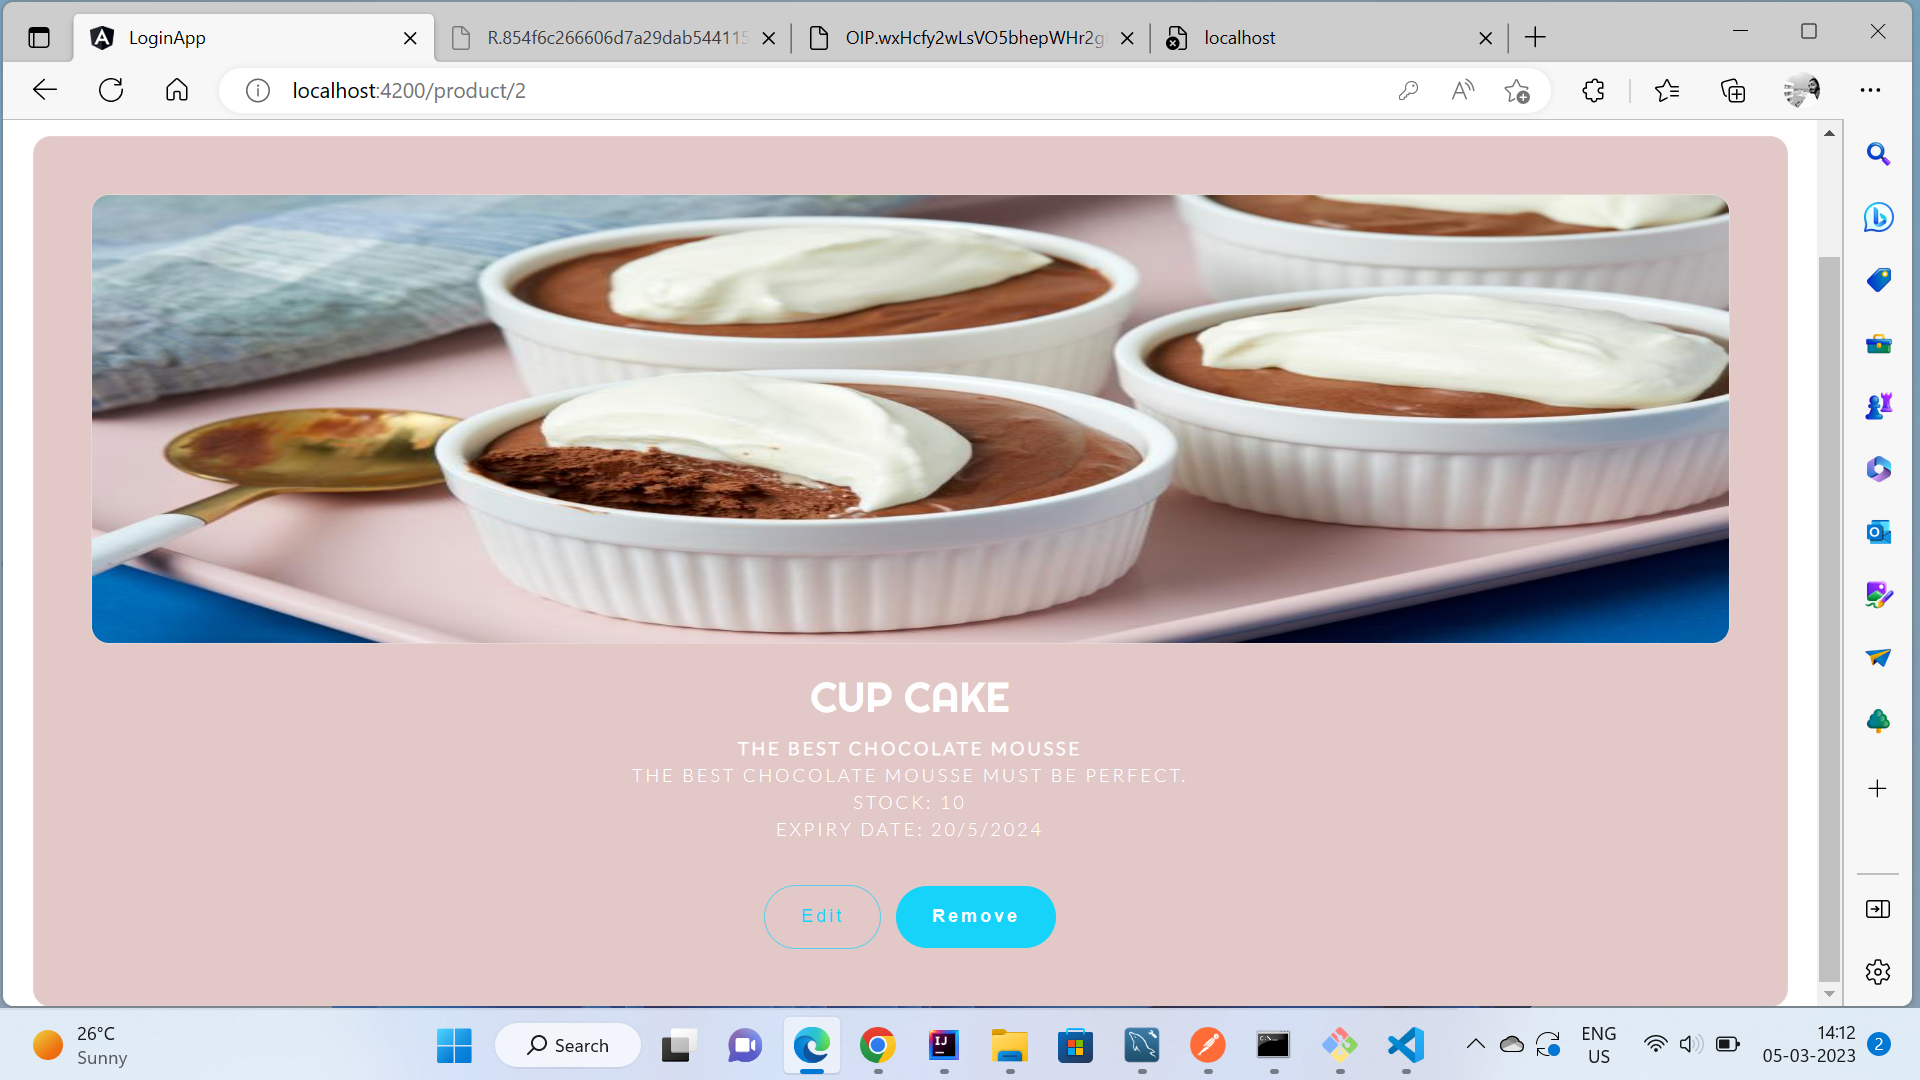 LoginApp
R.854f6c266606d7a29dab544115
OIP.wxHcfy2wLsVO5bhepWHr2g
localhost
localhost:4200/product/2
CUP CAKE
THE BEST CHOCOLATE MOUSSE
THE BEST CHOCOLATE MOUSSE MUST BE PERFECT.
STOCK: 10
EXPIRY DATE: 20/5/2024
Edit
Remove
26°C
Sunny
Search
ENG
US
14:12
05-03-2023
2